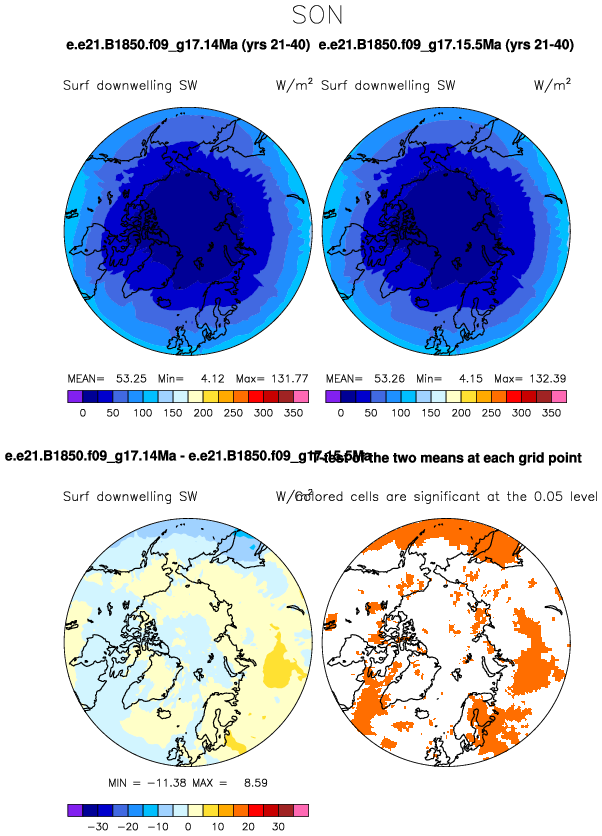 SON
e.e21.B1850.f09_g17.14Ma (yrs 21-40) e.e21.B1850.f09_g17.15.5Ma (yrs 21-40)
Surf downwelling SW W/m² Surf downwelling SW W/m²
MEAN= 53.25 Min= 4.12 Max= 131.77 MEAN= 53.26 Min= 4.15 Max= 132.39
0 50 100 150 200 250 300 350 0 50 100 150 200 250 300 350
e.e21.B1850.f09_g17.14Ma - e.e21.B1850.f09_g17.15.5Ma T-test of the two means at each grid point
Surf downwelling SW W/m² Colored cells are significant at the 0.05 level
MIN = -11.38 MAX = 8.59
-30 -20 -10 0 10 20 30